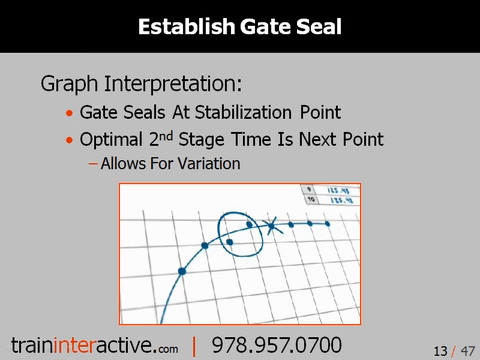 Establish Gate Seal
Graph Interpretation:
• Gate Seals At Stabilization Point
• Optimal 2nd Stage Time Is Next Point
– Allows For Variation
10
traininteractive.com | 978.957.0700
13 / 47